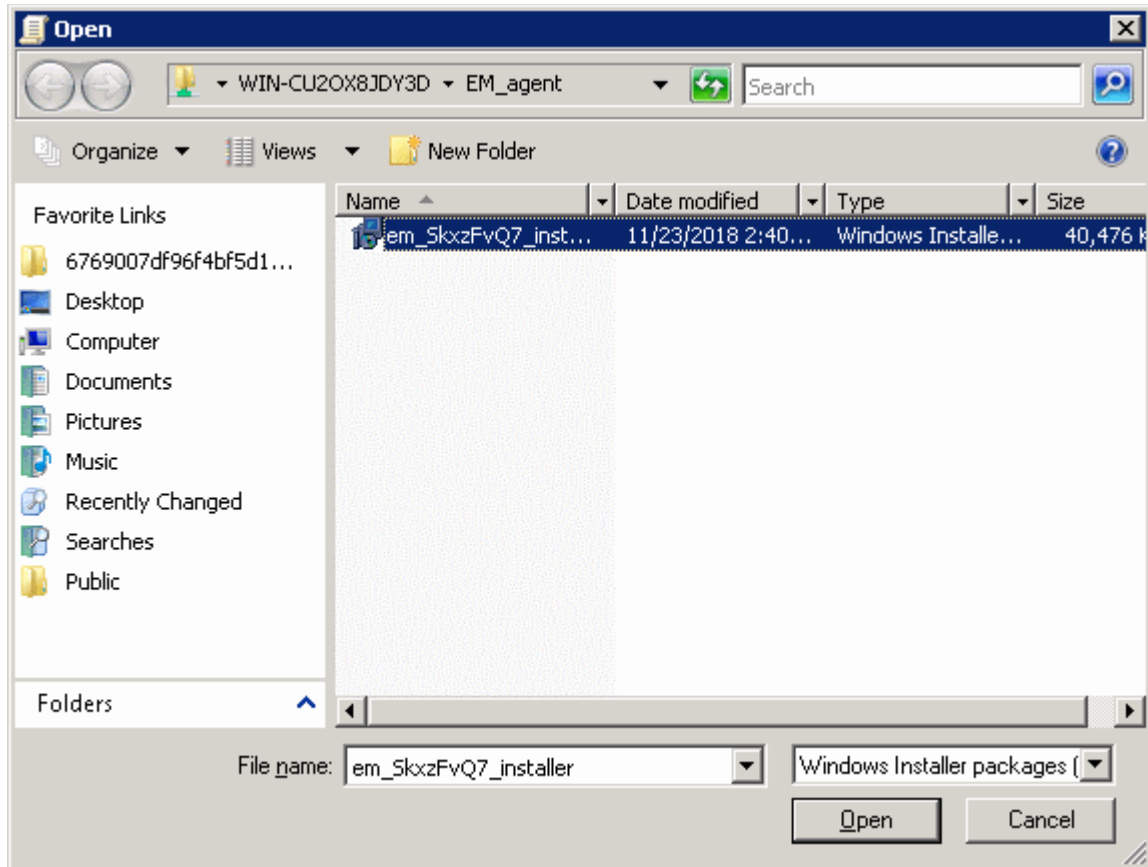 Open
WIN-CU2OX8JDY3D EM_agent Search
Organize Views New Folder
Favorite Links
6769007df96f4bf5d1...
Desktop
Computer
Documents
Pictures
Music
Recently Changed
Searches
Public
Folders
Name Date modified Type Size
em_SkxzFvQ7_inst... 11/23/2018 2:40... Windows Installe... 40,476 K
File name: em_SkxzFvQ7_installer Windows Installer packages (
Open Cancel